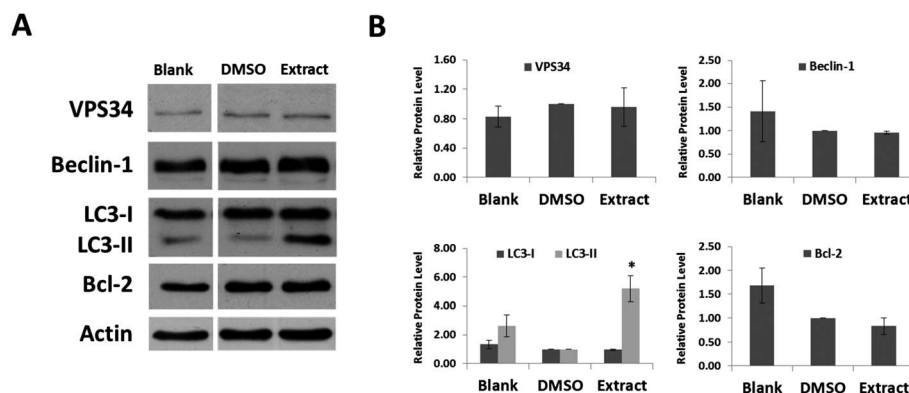 A
Blank DMSO Extract
VPS34
Beclin-1
LC3-I
LC3-II
Bcl-2
Actin
B
Relative Protein Level
1.60
1.20
0.80
0.40
0.00
VPS34
Blank DMSO Extract
Relative Protein Level
2.50
2.00
1.50
1.00
0.50
0.00
Beclin-1
Blank DMSO Extract
Relative Protein Level
8.00
6.00
4.00
2.00
0.00
LC3-I LC3-II
*
Blank DMSO Extract
Relative Protein Level
2.50
2.00
1.50
1.00
0.50
0.00
Bcl-2
Blank DMSO Extract